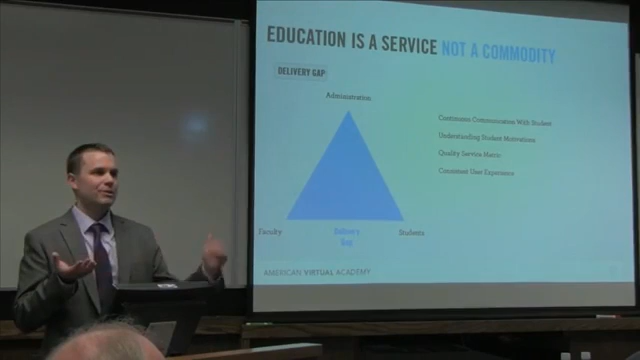 EDUCATION IS A SERVICE NOT A COMMODITY
DELIVERY GAP
Administration
Continuous Communication With Student
Understanding Student Motivations
Quality Service Metric
Consistent User Experience
Faculty
Delivery
Gap
Students
AMERICAN VIRTUAL ACADEMY